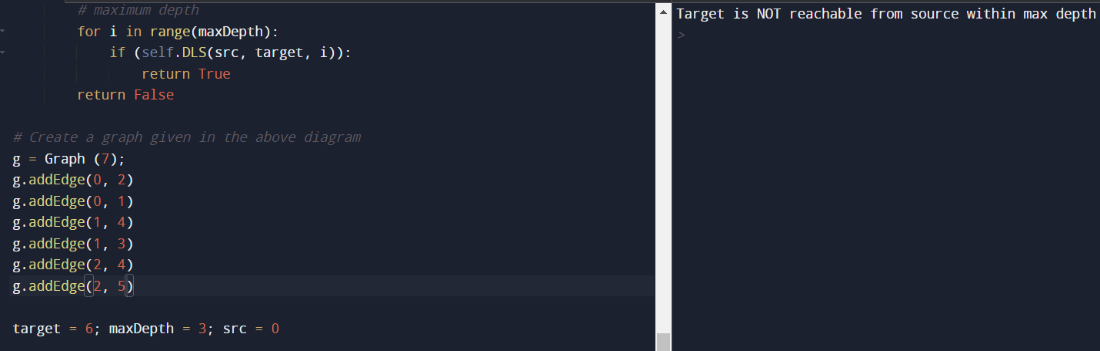 # maximum depth
for i in range(maxDepth):
if (self.DLS(src, target, i)):
return True
return False
# Create a graph given in the above diagram
g = Graph (7);
g.addEdge(0, 2)
g.addEdge(0, 1)
g.addEdge(1, 4)
g.addEdge(1, 3)
g.addEdge(2, 4)
g.addEdge(2, 5)
target = 6; maxDepth = 3; src = 0
Target is NOT reachable from source within max depth
>